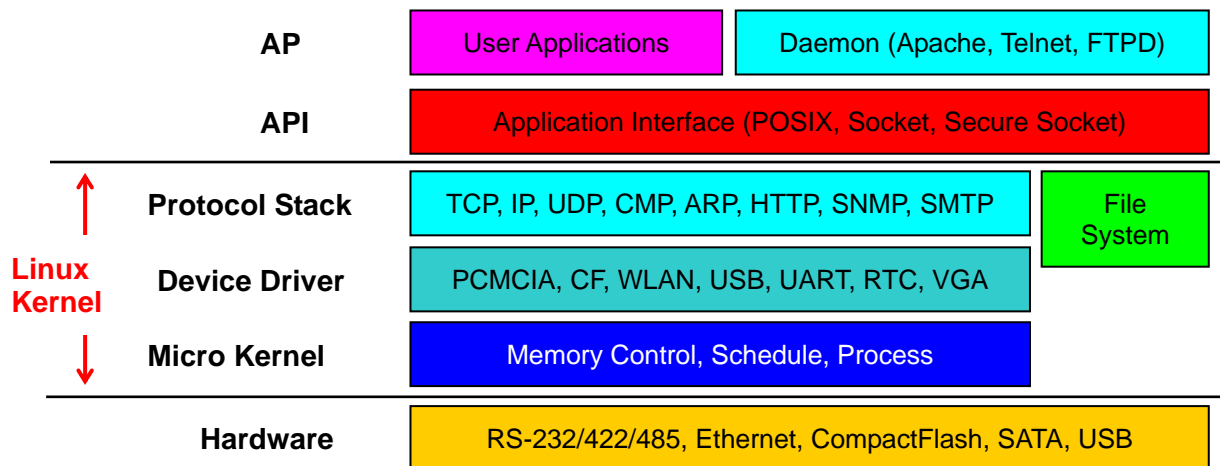 AP
User Applications
Daemon (Apache, Telnet, FTPD)
API
Application Interface (POSIX, Socket, Secure Socket)
Linux
Kernel
Protocol Stack
TCP, IP, UDP, CMP, ARP, HTTP, SNMP, SMTP
File
System
Device Driver
PCMCIA, CF, WLAN, USB, UART, RTC, VGA
Micro Kernel
Memory Control, Schedule, Process
Hardware
RS-232/422/485, Ethernet, CompactFlash, SATA, USB